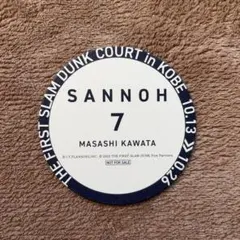 THE FIRST SLAM DUNK COURT in KOBE 10.13 》 10.26
SANNOH
7
MASASHI KAWATA
NOT FOR SALE